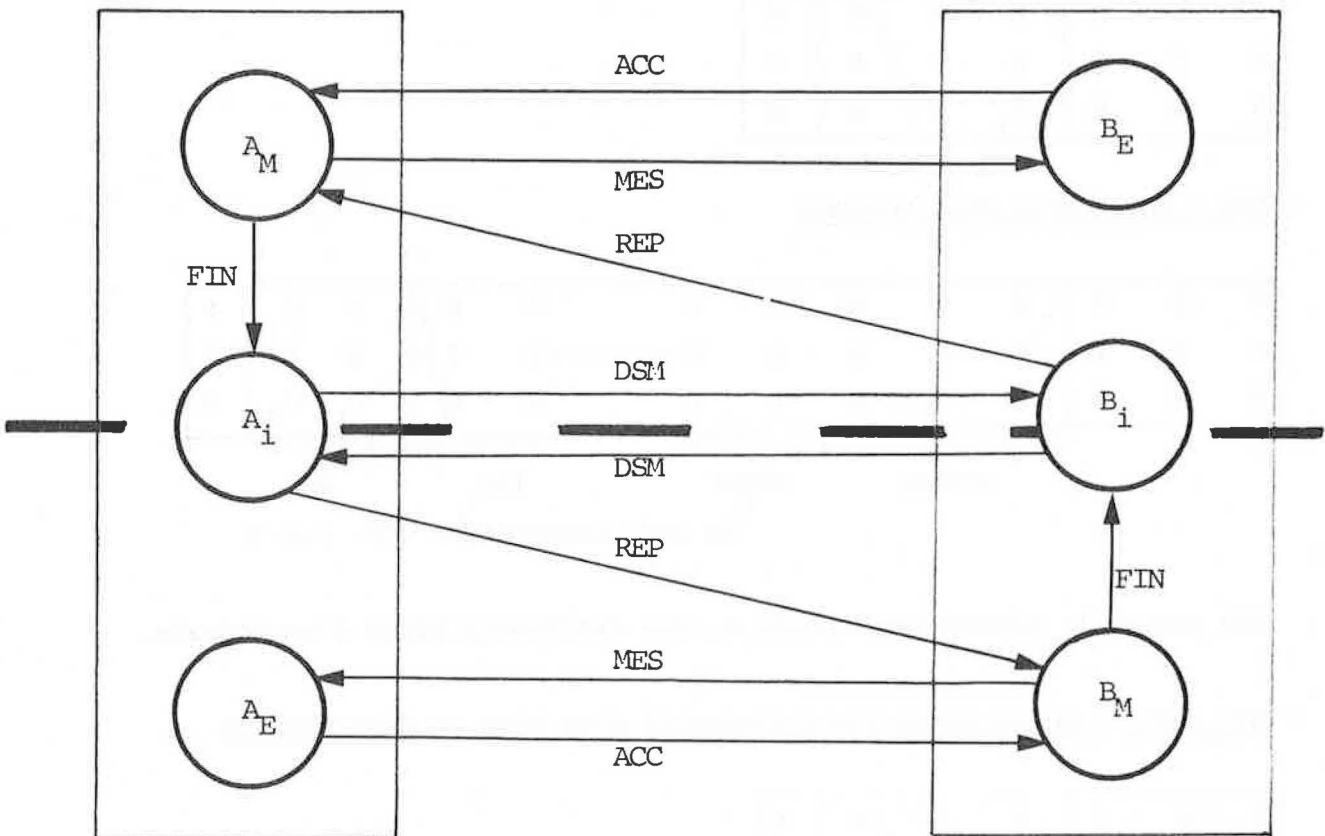 ACC
A_M
B_E
MES
REP
FIN
DSM
A_i
B_i
DSM
REP
FIN
MES
A_E
B_M
ACC